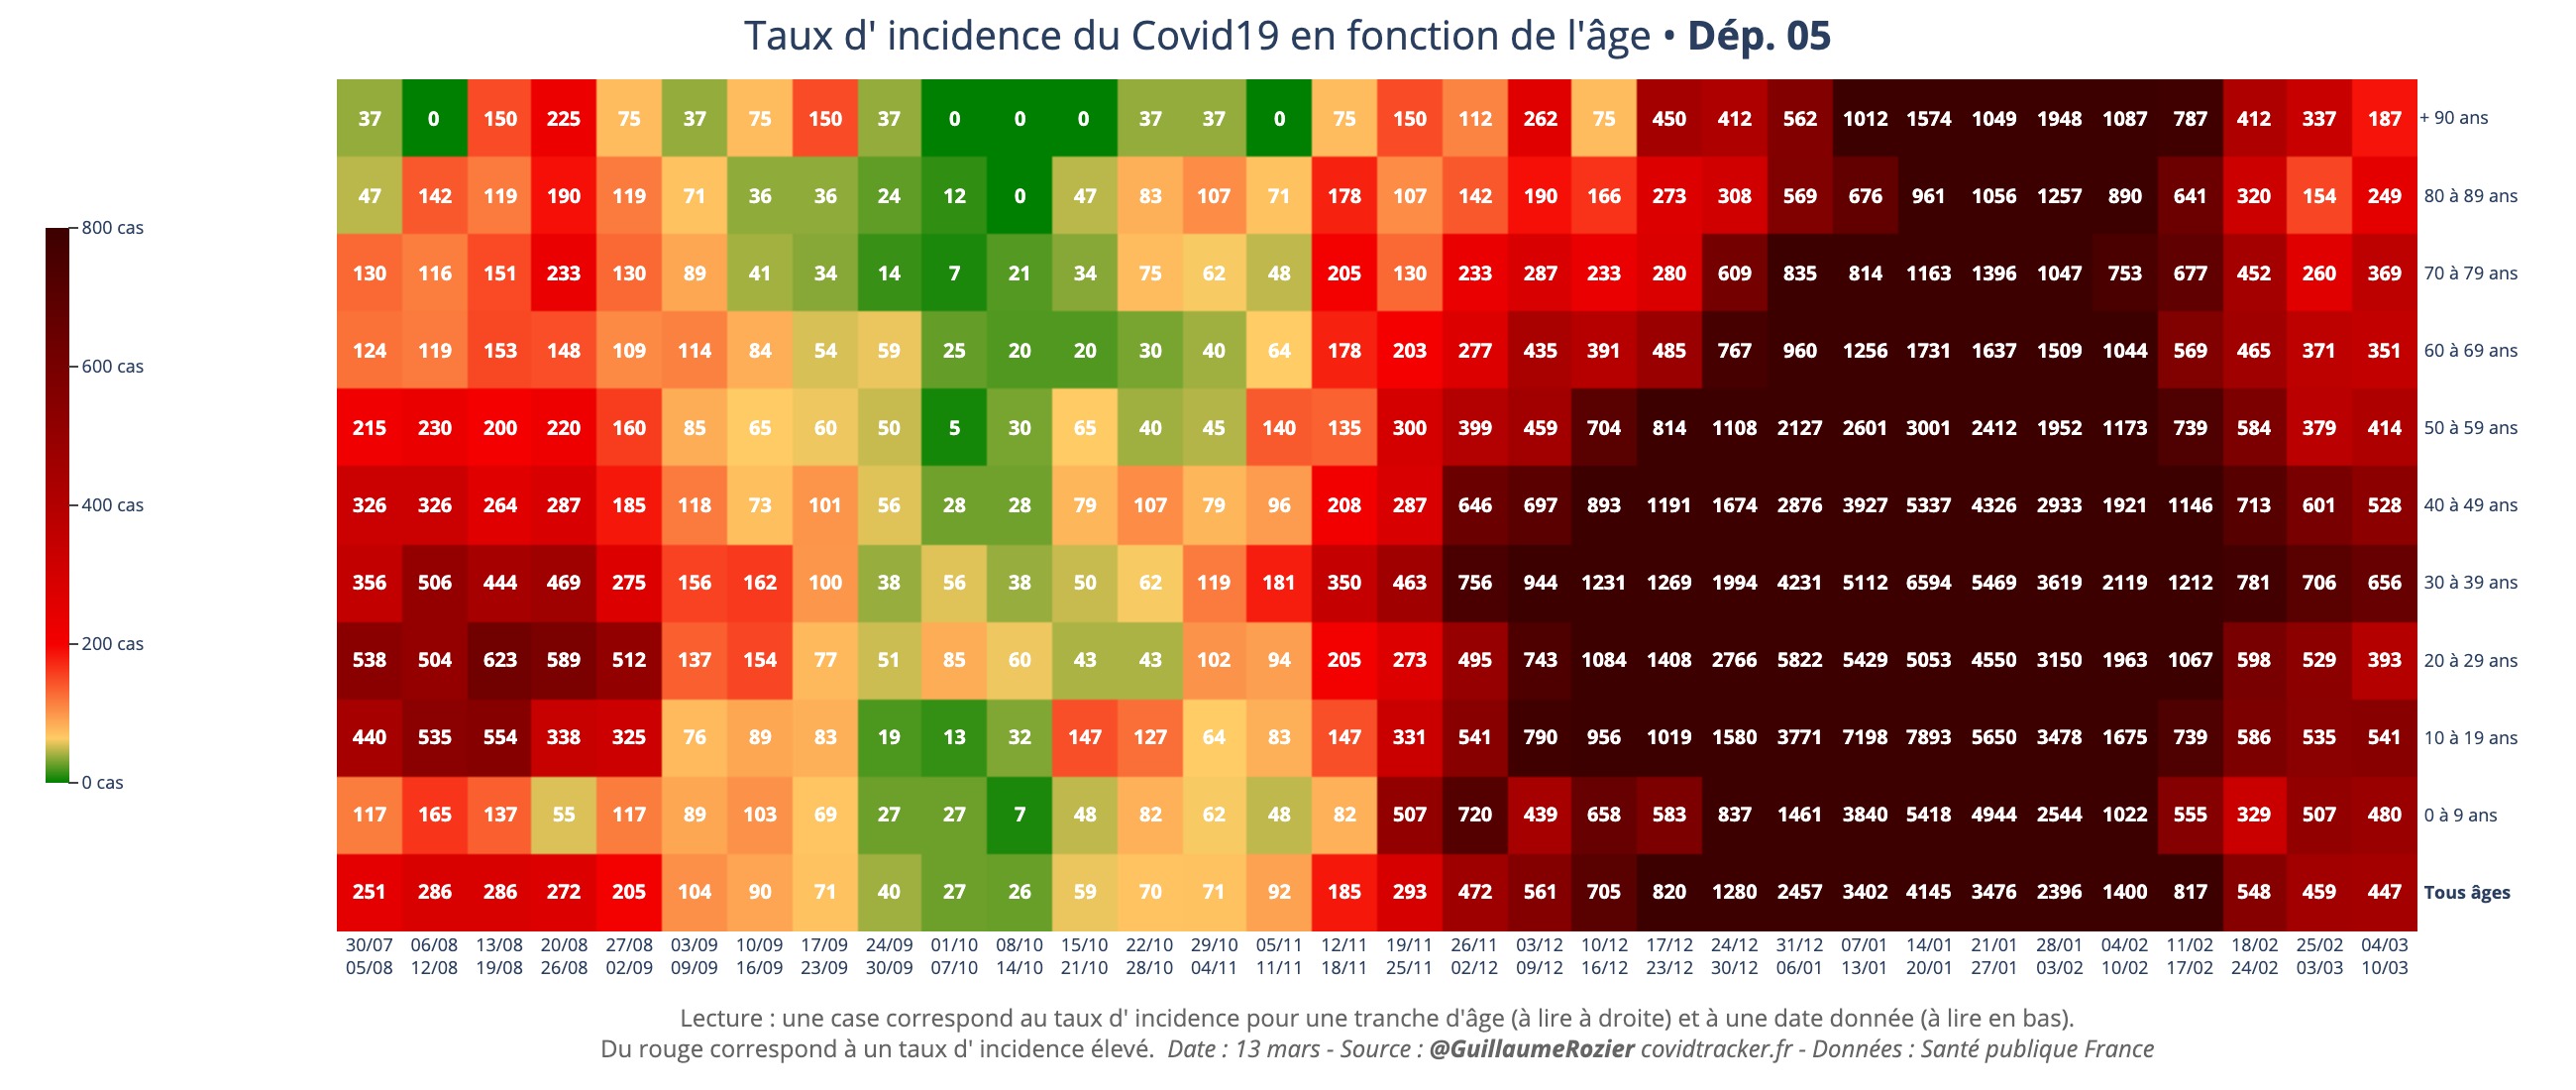 Taux d' incidence du Covid19 en fonction de l'âge • Dép. 05
800 cas
600 cas
400 cas
200 cas
0 cas
37 0 150 225 75 37 75 150 37 0 0 0 37 37 0 75 150 112 262 75 450 412 562 1012 1574 1049 1948 1087 787 412 337 187 + 90 ans
47 142 119 190 119 71 36 36 24 12 0 47 83 107 71 178 107 142 190 166 273 308 569 676 961 1056 1257 890 641 320 154 249 80 à 89 ans
130 116 151 233 130 89 41 34 14 7 21 34 75 62 48 205 130 233 287 233 280 609 835 814 1163 1396 1047 753 677 452 260 369 70 à 79 ans
124 119 153 148 109 114 84 54 59 25 20 20 30 40 64 178 203 277 435 391 485 767 960 1256 1731 1637 1509 1044 569 465 371 351 60 à 69 ans
215 230 200 220 160 85 65 60 50 5 30 65 40 45 140 135 300 399 459 704 814 1108 2127 2601 3001 2412 1952 1173 739 584 379 414 50 à 59 ans
326 326 264 287 185 118 73 101 56 28 28 79 107 79 96 208 287 646 697 893 1191 1674 2876 3927 5337 4326 2933 1921 1146 713 601 528 40 à 49 ans
356 506 444 469 275 156 162 100 38 56 38 50 62 119 181 350 463 756 944 1231 1269 1994 4231 5112 6594 5469 3619 2119 1212 781 706 656 30 à 39 ans
538 504 623 589 512 137 154 77 51 85 60 43 43 102 94 205 273 495 743 1084 1408 2766 5822 5429 5053 4550 3150 1963 1067 598 529 393 20 à 29 ans
440 535 554 338 325 76 89 83 19 13 32 147 127 64 83 147 331 541 790 956 1019 1580 3771 7198 7893 5650 3478 1675 739 586 535 541 10 à 19 ans
117 165 137 55 117 89 103 69 27 27 7 48 82 62 48 82 507 720 439 658 583 837 1461 3840 5418 4944 2544 1022 555 329 507 480 0 à 9 ans
251 286 286 272 205 104 90 71 40 27 26 59 70 71 92 185 293 472 561 705 820 1280 2457 3402 4145 3476 2396 1400 817 548 459 447 Tous âges
30/07 06/08 13/08 20/08 27/08 03/09 10/09 17/09 24/09 01/10 08/10 15/10 22/10 29/10 05/11 12/11 19/11 26/11 03/12 10/12 17/12 24/12 31/12 07/01 14/01 21/01 28/01 04/02 11/02 18/02 25/02 04/03
05/08 12/08 19/08 26/08 02/09 09/09 16/09 23/09 30/09 07/10 14/10 21/10 28/10 04/11 11/11 18/11 25/11 02/12 09/12 16/12 23/12 30/12 06/01 13/01 20/01 27/01 03/02 10/02 17/02 24/02 03/03 10/03
Lecture : une case correspond au taux d' incidence pour une tranche d'âge (à lire à droite) et à une date donnée (à lire en bas).
Du rouge correspond à un taux d' incidence élevé. Date : 13 mars - Source : @GuillaumeRozier covidtracker.fr - Données : Santé publique France